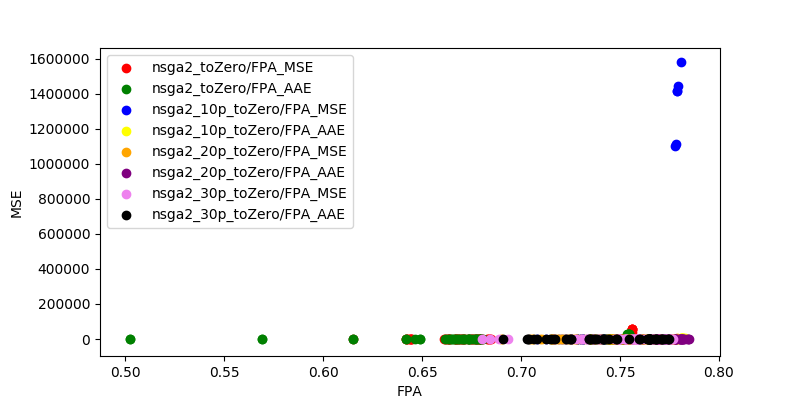 1600000
1400000
1200000
1000000
800000
600000
400000
200000
0
MSE
nsga2_toZero/FPA_MSE
nsga2_toZero/FPA_AAE
nsga2_10p_toZero/FPA_MSE
nsga2_10p_toZero/FPA_AAE
nsga2_20p_toZero/FPA_MSE
nsga2_20p_toZero/FPA_AAE
nsga2_30p_toZero/FPA_MSE
nsga2_30p_toZero/FPA_AAE
0.50 0.55 0.60 0.65 0.70 0.75 0.80
FPA